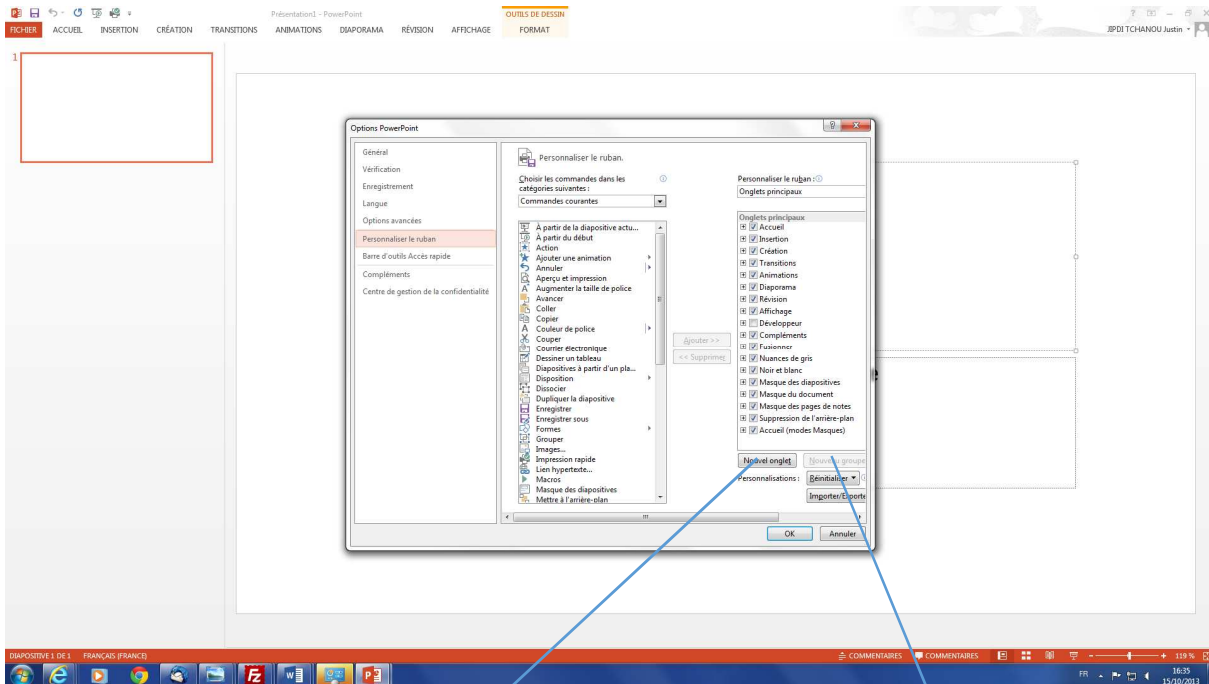 Présentation1 - PowerPoint
OUTILS DE DESSIN
FICHIER ACCUEIL INSERTION CRÉATION TRANSITIONS ANIMATIONS DIAPORAMA RÉVISION AFFICHAGE FORMAT
JIPDI TCHANOU Justin
1
Options PowerPoint
Général
Vérification
Enregistrement
Langue
Options avancées
Personnaliser le ruban
Barre d'outils Accès rapide
Compléments
Centre de gestion de la confidentialité
Personnaliser le ruban.
Choisir les commandes dans les
catégories suivantes :
Commandes courantes
À partir de la diapositive actu...
À partir du début
Action
Ajouter une animation
Annuler
Aperçu et impression
Augmenter la taille de police
Avancer
Coller
Copier
Couleur de police
Couper
Courrier électronique
Dessiner un tableau
Diapositives à partir d'un pla...
Disposition
Dissocier
Dupliquer la diapositive
Enregistrer
Enregistrer sous
Formes
Grouper
Images...
Impression rapide
Lien hypertexte...
Macros
Masque des diapositives
Mettre à l'arrière-plan
Ajouter >>
<< Supprimer
Personnaliser le ruban :
Onglets principaux
Onglets principaux
Accueil
Insertion
Création
Transitions
Animations
Diaporama
Révision
Affichage
Développeur
Compléments
Fusionner
Nuances de gris
Noir et blanc
Masque des diapositives
Masque du document
Masque des pages de notes
Suppression de l'arrière-plan
Accueil (modes Masques)
Nouvel onglet Nouveau groupe
Personnalisations : Réinitialiser
Importer/Exporte
OK Annuler
DIAPOSITIVE 1 DE 1 FRANÇAIS (FRANCE) COMMENTAIRES COMMENTAIRES 119 %
FR 16:35
15/10/2013